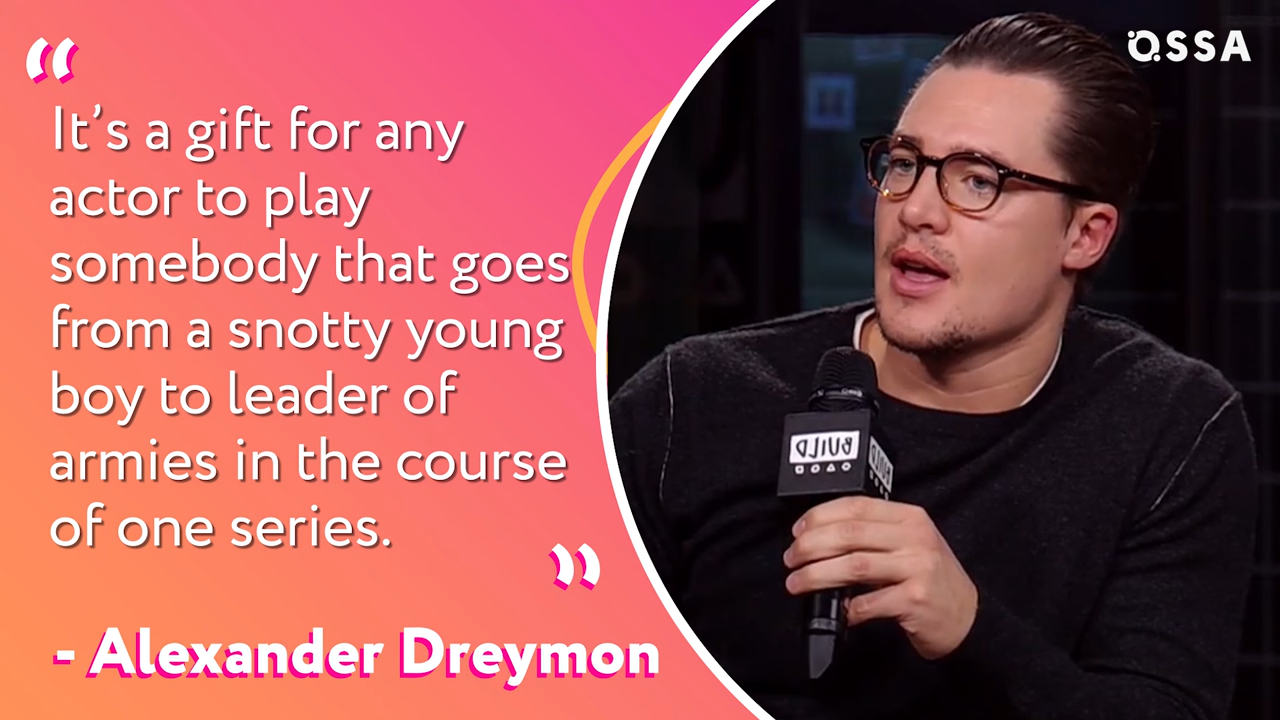 “
It’s a gift for any
actor to play
somebody that goes
from a snotty young
boy to leader of
armies in the course
of one series.
”
- Alexander Dreymon
OSSA
BUILD
BUILD